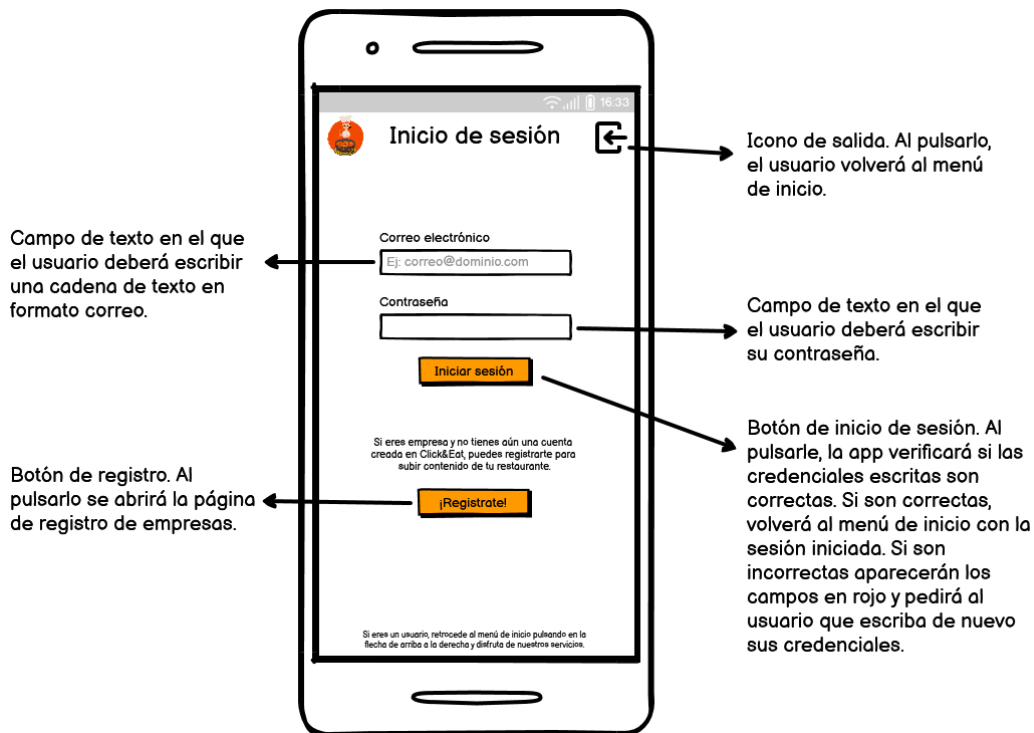 16:33
Inicio de sesión
Icono de salida. Al pulsarlo,
el usuario volverá al menú
de inicio.
Campo de texto en el que
el usuario deberá escribir
una cadena de texto en
formato correo.
Correo electrónico
Ej: correo@dominio.com
Contraseña
Campo de texto en el que
el usuario deberá escribir
su contraseña.
Iniciar sesión
Botón de inicio de sesión. Al
pulsarle, la app verificará si las
credenciales escritas son
correctas. Si son correctas,
volverá al menú de inicio con la
sesión iniciada. Si son
incorrectas aparecerán los
campos en rojo y pedirá al
usuario que escriba de nuevo
sus credenciales.
Si eres empresa y no tienes aún una cuenta
creada en Click&Eat, puedes registrarte para
subir contenido de tu restaurante.
Botón de registro. Al
pulsarlo se abrirá la página
de registro de empresas.
¡Registrate!
Si eres un usuario, retrocede al menú de inicio pulsando en la
flecha de arriba a la derecha y disfruta de nuestros servicios.